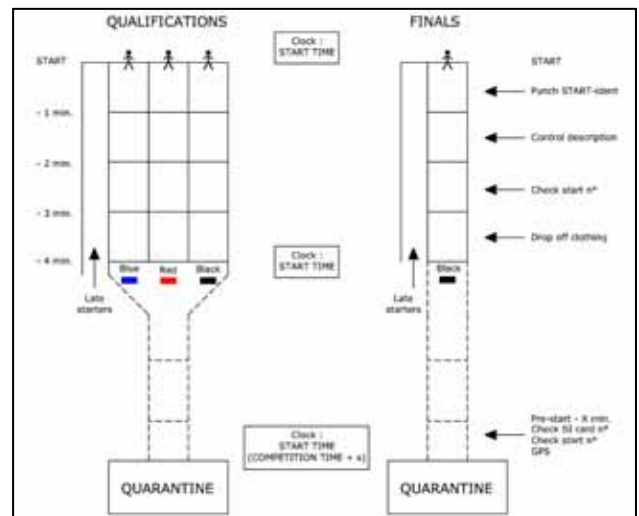 QUALIFICATIONS
FINALS
Clock :
START TIME
START
START
Punch START-ident
- 1 min.
Control description
- 2 min.
Check start n°
- 3 min.
Drop off clothing
- 4 min.
Clock :
START TIME
Blue
Red
Black
Black
Late
starters
Late
starters
Pre-start - X min.
Check SI card n°
Check start n°
GPS
Clock :
START TIME
(COMPETITION TIME + x)
QUARANTINE
QUARANTINE